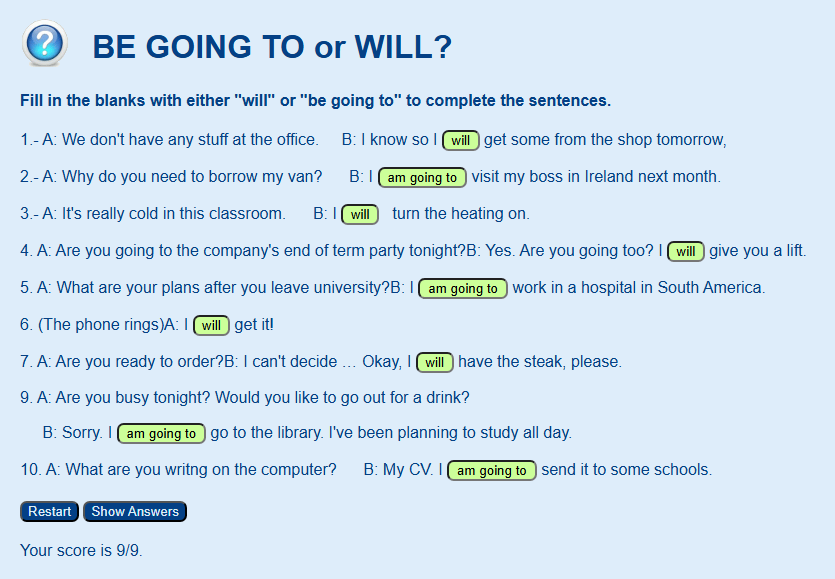 BE GOING TO or WILL?
Fill in the blanks with either "will" or "be going to" to complete the sentences.
1.- A: We don't have any stuff at the office. B: I know so I will get some from the shop tomorrow,
2.- A: Why do you need to borrow my van? B: I am going to visit my boss in Ireland next month.
3.- A: It's really cold in this classroom. B: I will turn the heating on.
4. A: Are you going to the company's end of term party tonight?B: Yes. Are you going too? I will give you a lift.
5. A: What are your plans after you leave university?B: I am going to work in a hospital in South America.
6. (The phone rings)A: I will get it!
7. A: Are you ready to order?B: I can't decide … Okay, I will have the steak, please.
9. A: Are you busy tonight? Would you like to go out for a drink?
B: Sorry. I am going to go to the library. I've been planning to study all day.
10. A: What are you writng on the computer? B: My CV. I am going to send it to some schools.
Restart Show Answers
Your score is 9/9.